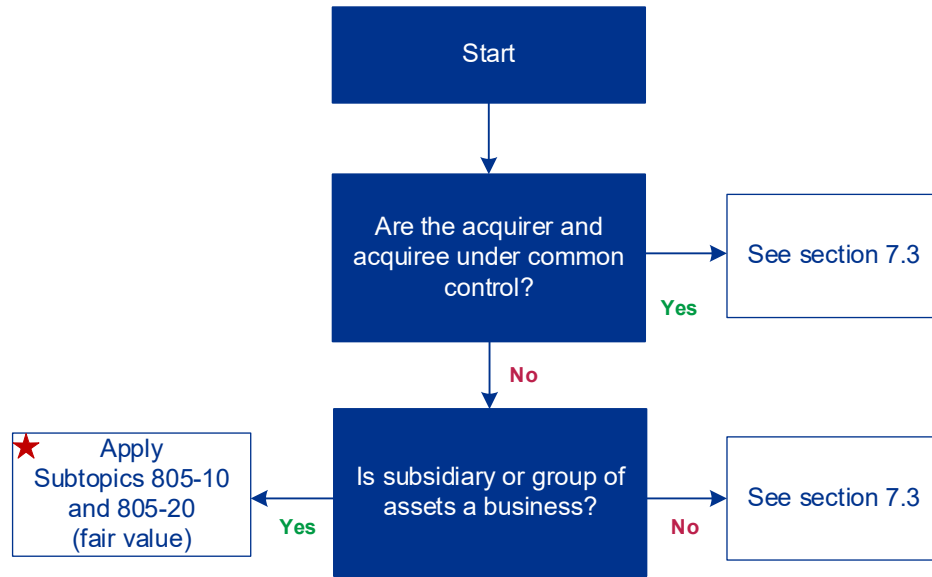 Start
Are the acquirer and
acquiree under common
control?
Yes
See section 7.3
No
Apply
Subtopics 805-10
and 805-20
(fair value)
Yes
Is subsidiary or group of
assets a business?
No
See section 7.3